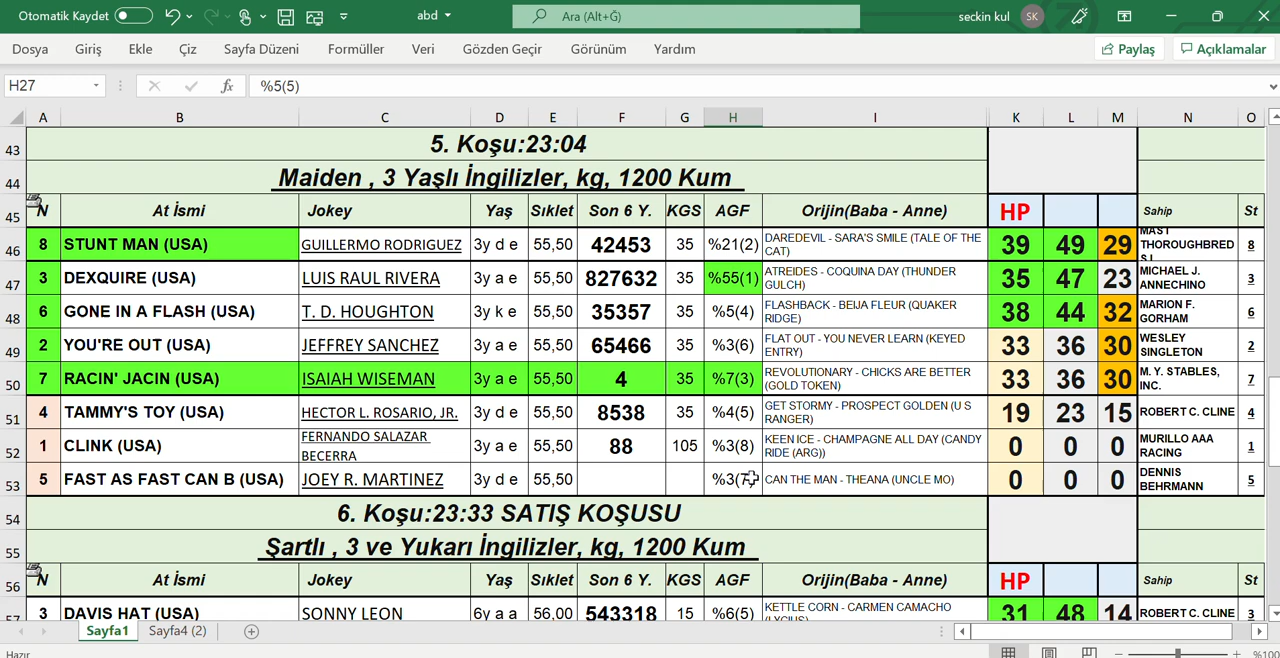 Otomatik Kaydet abd Ara (Alt+Ğ) seckin kul SK
Dosya Giriş Ekle Çiz Sayfa Düzeni Formüller Veri Gözden Geçir Görünüm Yardım Paylaş Açıklamalar
H27 fx %5(5)
A B C D E F G H I K L M N O
43 5. Koşu:23:04
44 Maiden , 3 Yaşlı İngilizler, kg, 1200 Kum
45 N At İsmi Jokey Yaş Sıklet Son 6 Y. KGS AGF Orijin(Baba - Anne) HP Sahip St
46 8 STUNT MAN (USA) GUILLERMO RODRIGUEZ 3y d e 55,50 42453 35 %21(2) DAREDEVIL - SARA'S SMILE (TALE OF THE CAT) 39 49 29 MAST THOROUGHBRED 8
47 3 DEXQUIRE (USA) LUIS RAUL RIVERA 3y a e 55,50 827632 35 %55(1) ATREIDES - COQUINA DAY (THUNDER GULCH) 35 47 23 MICHAEL J. ANNECHINO 3
48 6 GONE IN A FLASH (USA) T. D. HOUGHTON 3y k e 55,50 35357 35 %5(4) FLASHBACK - BEIJA FLEUR (QUAKER RIDGE) 38 44 32 MARION F. GORHAM 6
49 2 YOU'RE OUT (USA) JEFFREY SANCHEZ 3y a e 55,50 65466 35 %3(6) FLAT OUT - YOU NEVER LEARN (KEYED ENTRY) 33 36 30 WESLEY SINGLETON 2
50 7 RACIN' JACIN (USA) ISAIAH WISEMAN 3y a e 55,50 4 35 %7(3) REVOLUTIONARY - CHICKS ARE BETTER (GOLD TOKEN) 33 36 30 M. Y. STABLES, INC. 7
51 4 TAMMY'S TOY (USA) HECTOR L. ROSARIO, JR. 3y d e 55,50 8538 35 %4(5) GET STORMY - PROSPECT GOLDEN (U S RANGER) 19 23 15 ROBERT C. CLINE 4
52 1 CLINK (USA) FERNANDO SALAZAR BECERRA 3y a e 55,50 88 105 %3(8) KEEN ICE - CHAMPAGNE ALL DAY (CANDY RIDE (ARG)) 0 0 0 MURILLO AAA RACING 1
53 5 FAST AS FAST CAN B (USA) JOEY R. MARTINEZ 3y d e 55,50 %3(7) CAN THE MAN - THEANA (UNCLE MO) 0 0 0 DENNIS BEHRMANN 5
54 6. Koşu:23:33 SATIŞ KOŞUSU
55 Şartlı , 3 ve Yukarı İngilizler, kg, 1200 Kum
56 N At İsmi Jokey Yaş Sıklet Son 6 Y. KGS AGF Orijin(Baba - Anne) HP Sahip St
57 3 DAVIS HAT (USA) SONNY LEON 6y a a 56,00 543318 15 %6(5) KETTLE CORN - CARMEN CAMACHO (LYCIUS) 31 48 14 ROBERT C. CLINE 3
Sayfa1 Sayfa4 (2)
Hazır %100